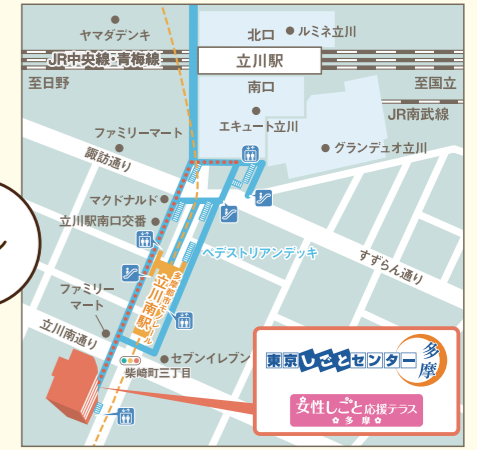 ヤマダデンキ
北口
ルミネ立川
JR中央線・青梅線
立川駅
至日野
南口
至国立
JR南武線
エキュート立川
ファミリーマート
グランデュオ立川
諏訪通り
マクドナルド
立川駅南口交番
ペデストリアンデッキ
すずらん通り
多摩都市モノレール
立川南駅
ファミリー
マート
立川南通り
セブンイレブン
柴崎町三丁目
東京しごとセンター
多摩
女性しごと応援テラス
多摩